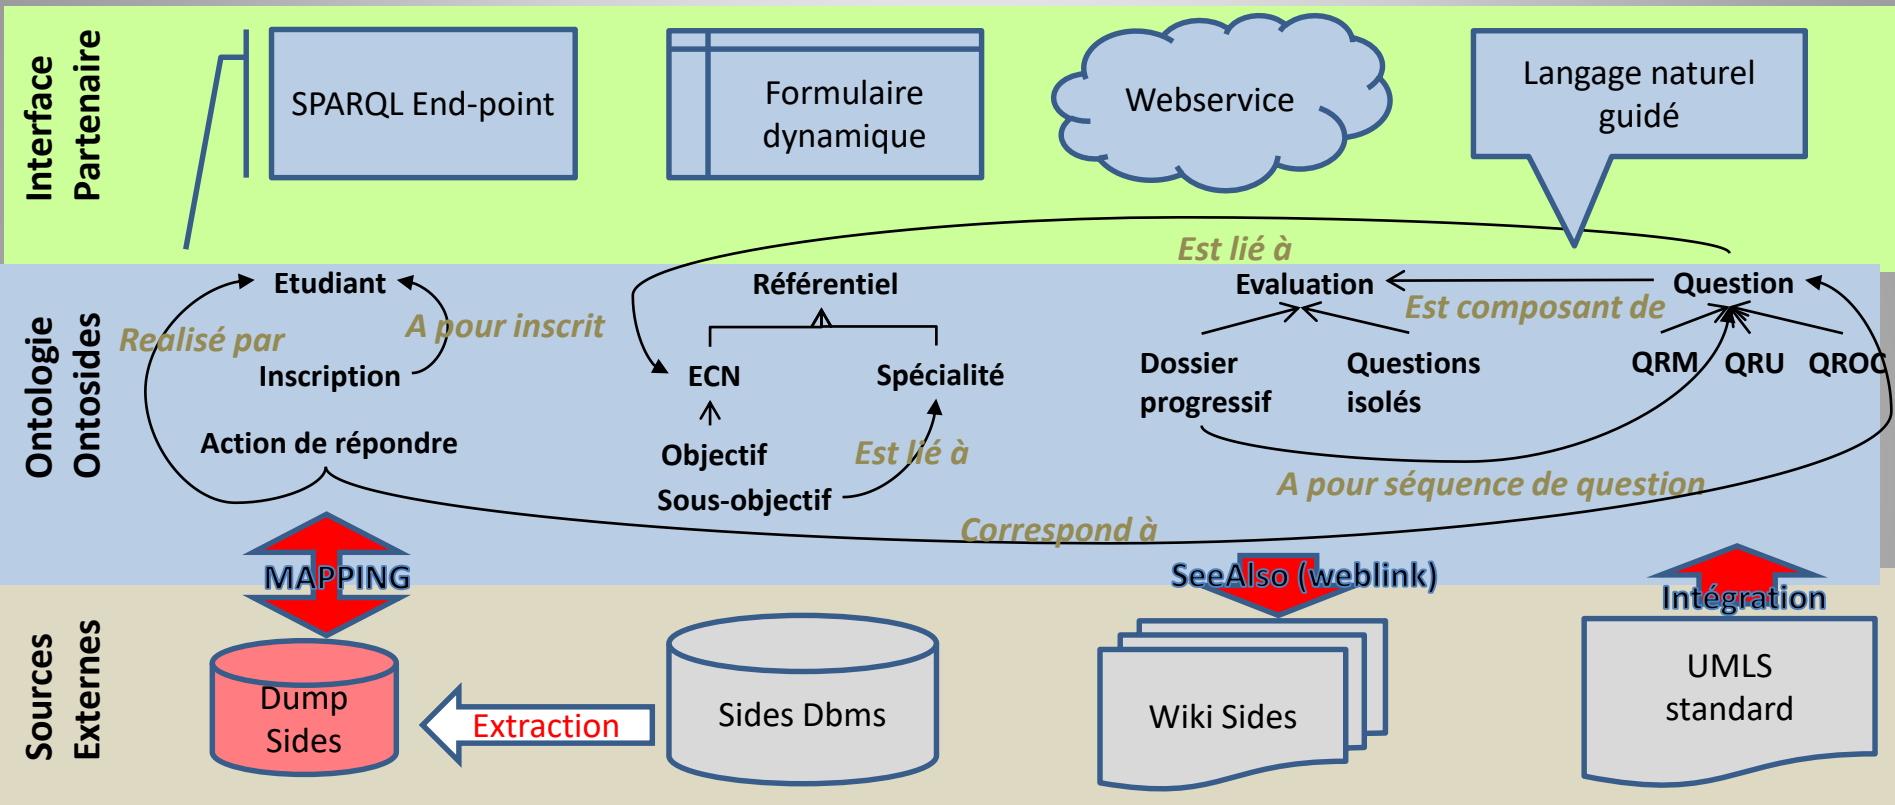 Interface
Partenaire
SPARQL End-point
Formulaire
dynamique
Webservice
Langage naturel
guidé
Ontologie
Ontosides
Est lié à
Etudiant
Référentiel
Evaluation
Question
Realisé par
A pour inscrit
Est composant de
Inscription
ECN
Spécialité
Dossier
progressif
Questions
isolés
QRM
QRU
QROC
Action de répondre
Objectif
Est lié à
Sous-objectif
A pour séquence de question
Correspond à
MAPPING
SeeAlso (weblink)
Intégration
Sources
Externes
Dump
Sides
Extraction
Sides Dbms
Wiki Sides
UMLS
standard